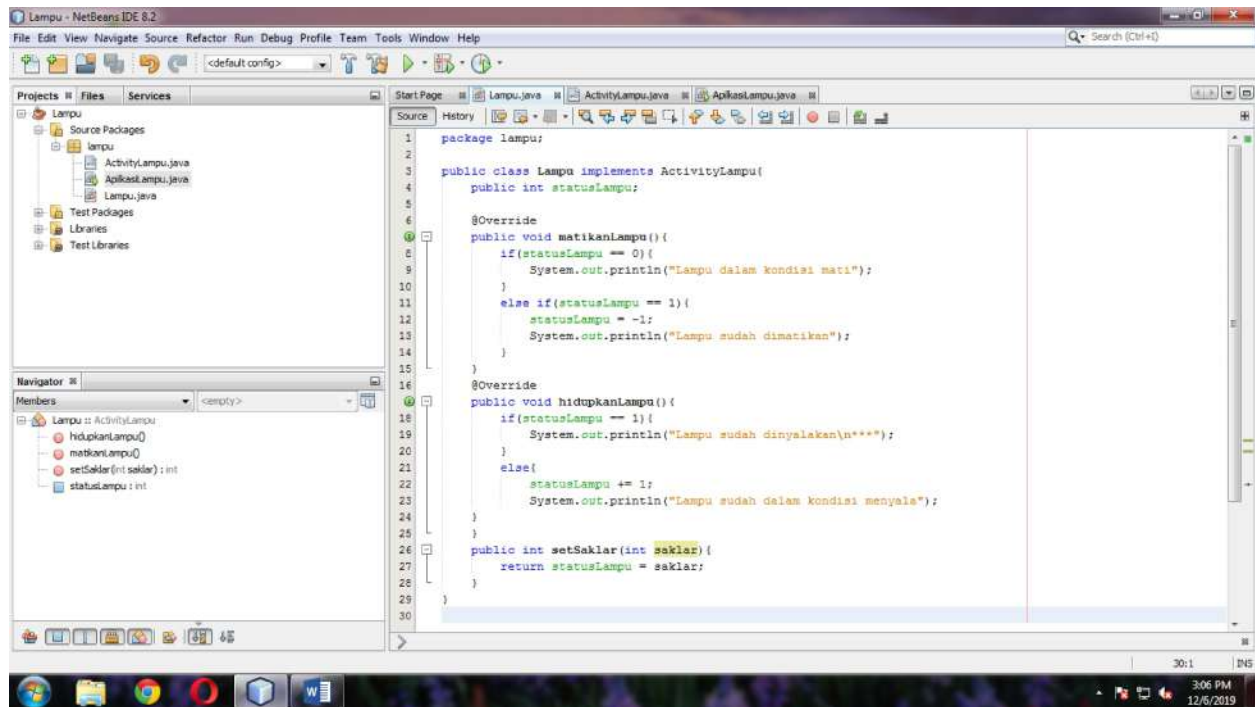 Lampu - NetBeans IDE 8.2
File Edit View Navigate Source Refactor Run Debug Profile Team Tools Window Help
Search (Ctrl+I)
<default config>
Projects Files Services
Lampu
Source Packages
lampu
ActivityLampu.java
ApikasLampu.java
Lampu.java
Test Packages
Libraries
Test Libraries
Navigator
Members <empty>
Lampu :: ActivityLampu
hidupkanLampu()
matikanLampu()
setSaklar(int saklar) : int
statusLampu : int
Start Page Lampu.java ActivityLampu.java ApikasLampu.java
Source History
1 package lampu;
2
3 public class Lampu implements ActivityLampu{
4 public int statusLampu;
5
6 @Override
public void matikanLampu(){
8 if(statusLampu == 0){
9 System.out.println("Lampu dalam kondisi mati");
10 }
11 else if(statusLampu == 1){
12 statusLampu = -1;
13 System.out.println("Lampu sudah dimatikan");
14 }
15 }
16 @Override
public void hidupkanLampu(){
18 if(statusLampu == 1){
19 System.out.println("Lampu sudah dinyalakan\n***");
20 }
21 else{
22 statusLampu += 1;
23 System.out.println("Lampu sudah dalam kondisi menyala");
24 }
25 }
26 public int setSaklar(int saklar){
27 return statusLampu = saklar;
28 }
29 }
30
30:1 INS
3:06 PM
12/6/2019